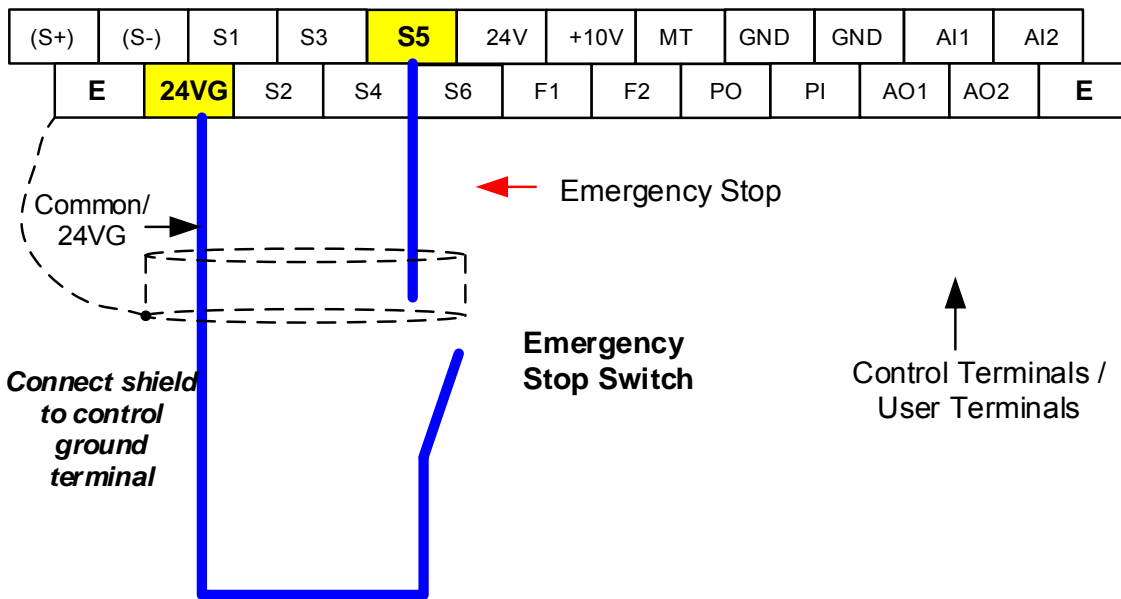 (S+) (S-) S1 S3 S5 24V +10V MT GND GND AI1 AI2
E 24VG S2 S4 S6 F1 F2 PO PI AO1 AO2 E
Emergency Stop
Common/
24VG
Emergency
Stop Switch
Connect shield
to control
ground
terminal
Control Terminals /
User Terminals